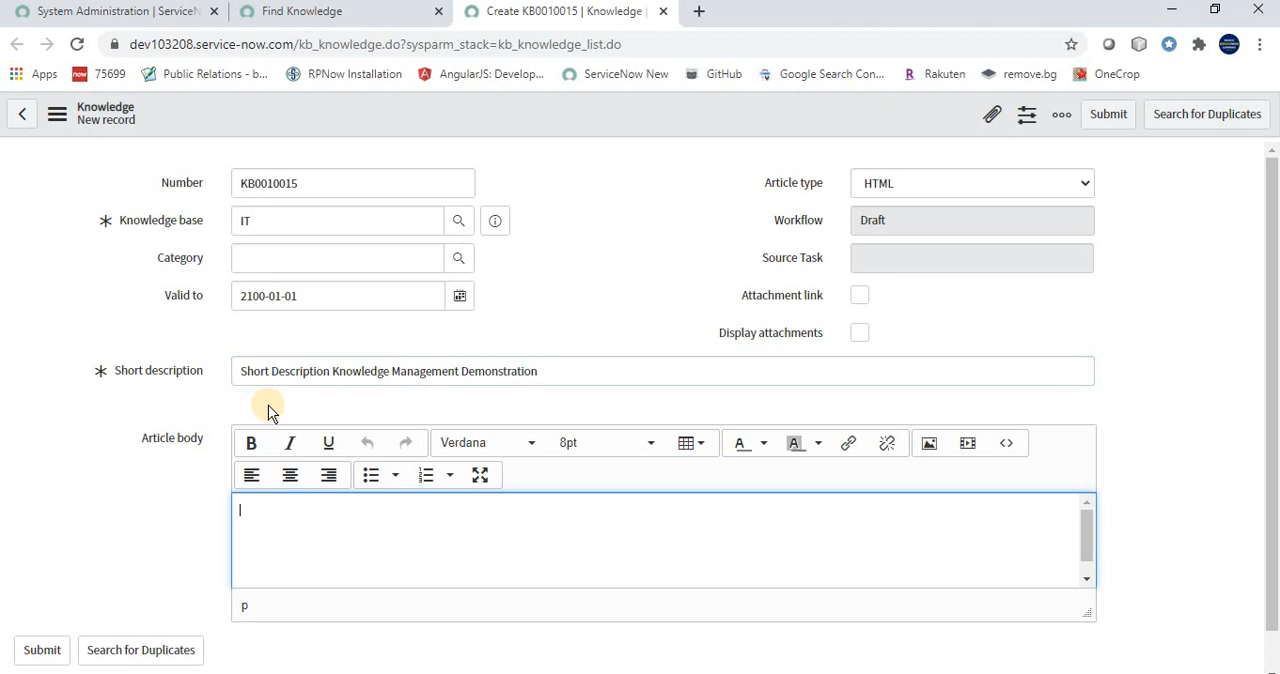 System Administration | ServiceN
Find Knowledge
Create KB0010015 | Knowledge |
dev103208.service-now.com/kb_knowledge.do?sysparm_stack=kb_knowledge_list.do
Apps
now
75699
Public Relations - b...
RPNow Installation
AngularJS: Develop...
ServiceNow New
GitHub
Google Search Con...
R
Rakuten
remove.bg
OneCrop
Knowledge
New record
Submit
Search for Duplicates
Number
KB0010015
Article type
HTML
Knowledge base
IT
Workflow
Draft
Category
Source Task
Valid to
2100-01-01
Attachment link
Display attachments
Short description
Short Description Knowledge Management Demonstration
Article body
B
I
U
Verdana
8pt
A
A
p
Submit
Search for Duplicates